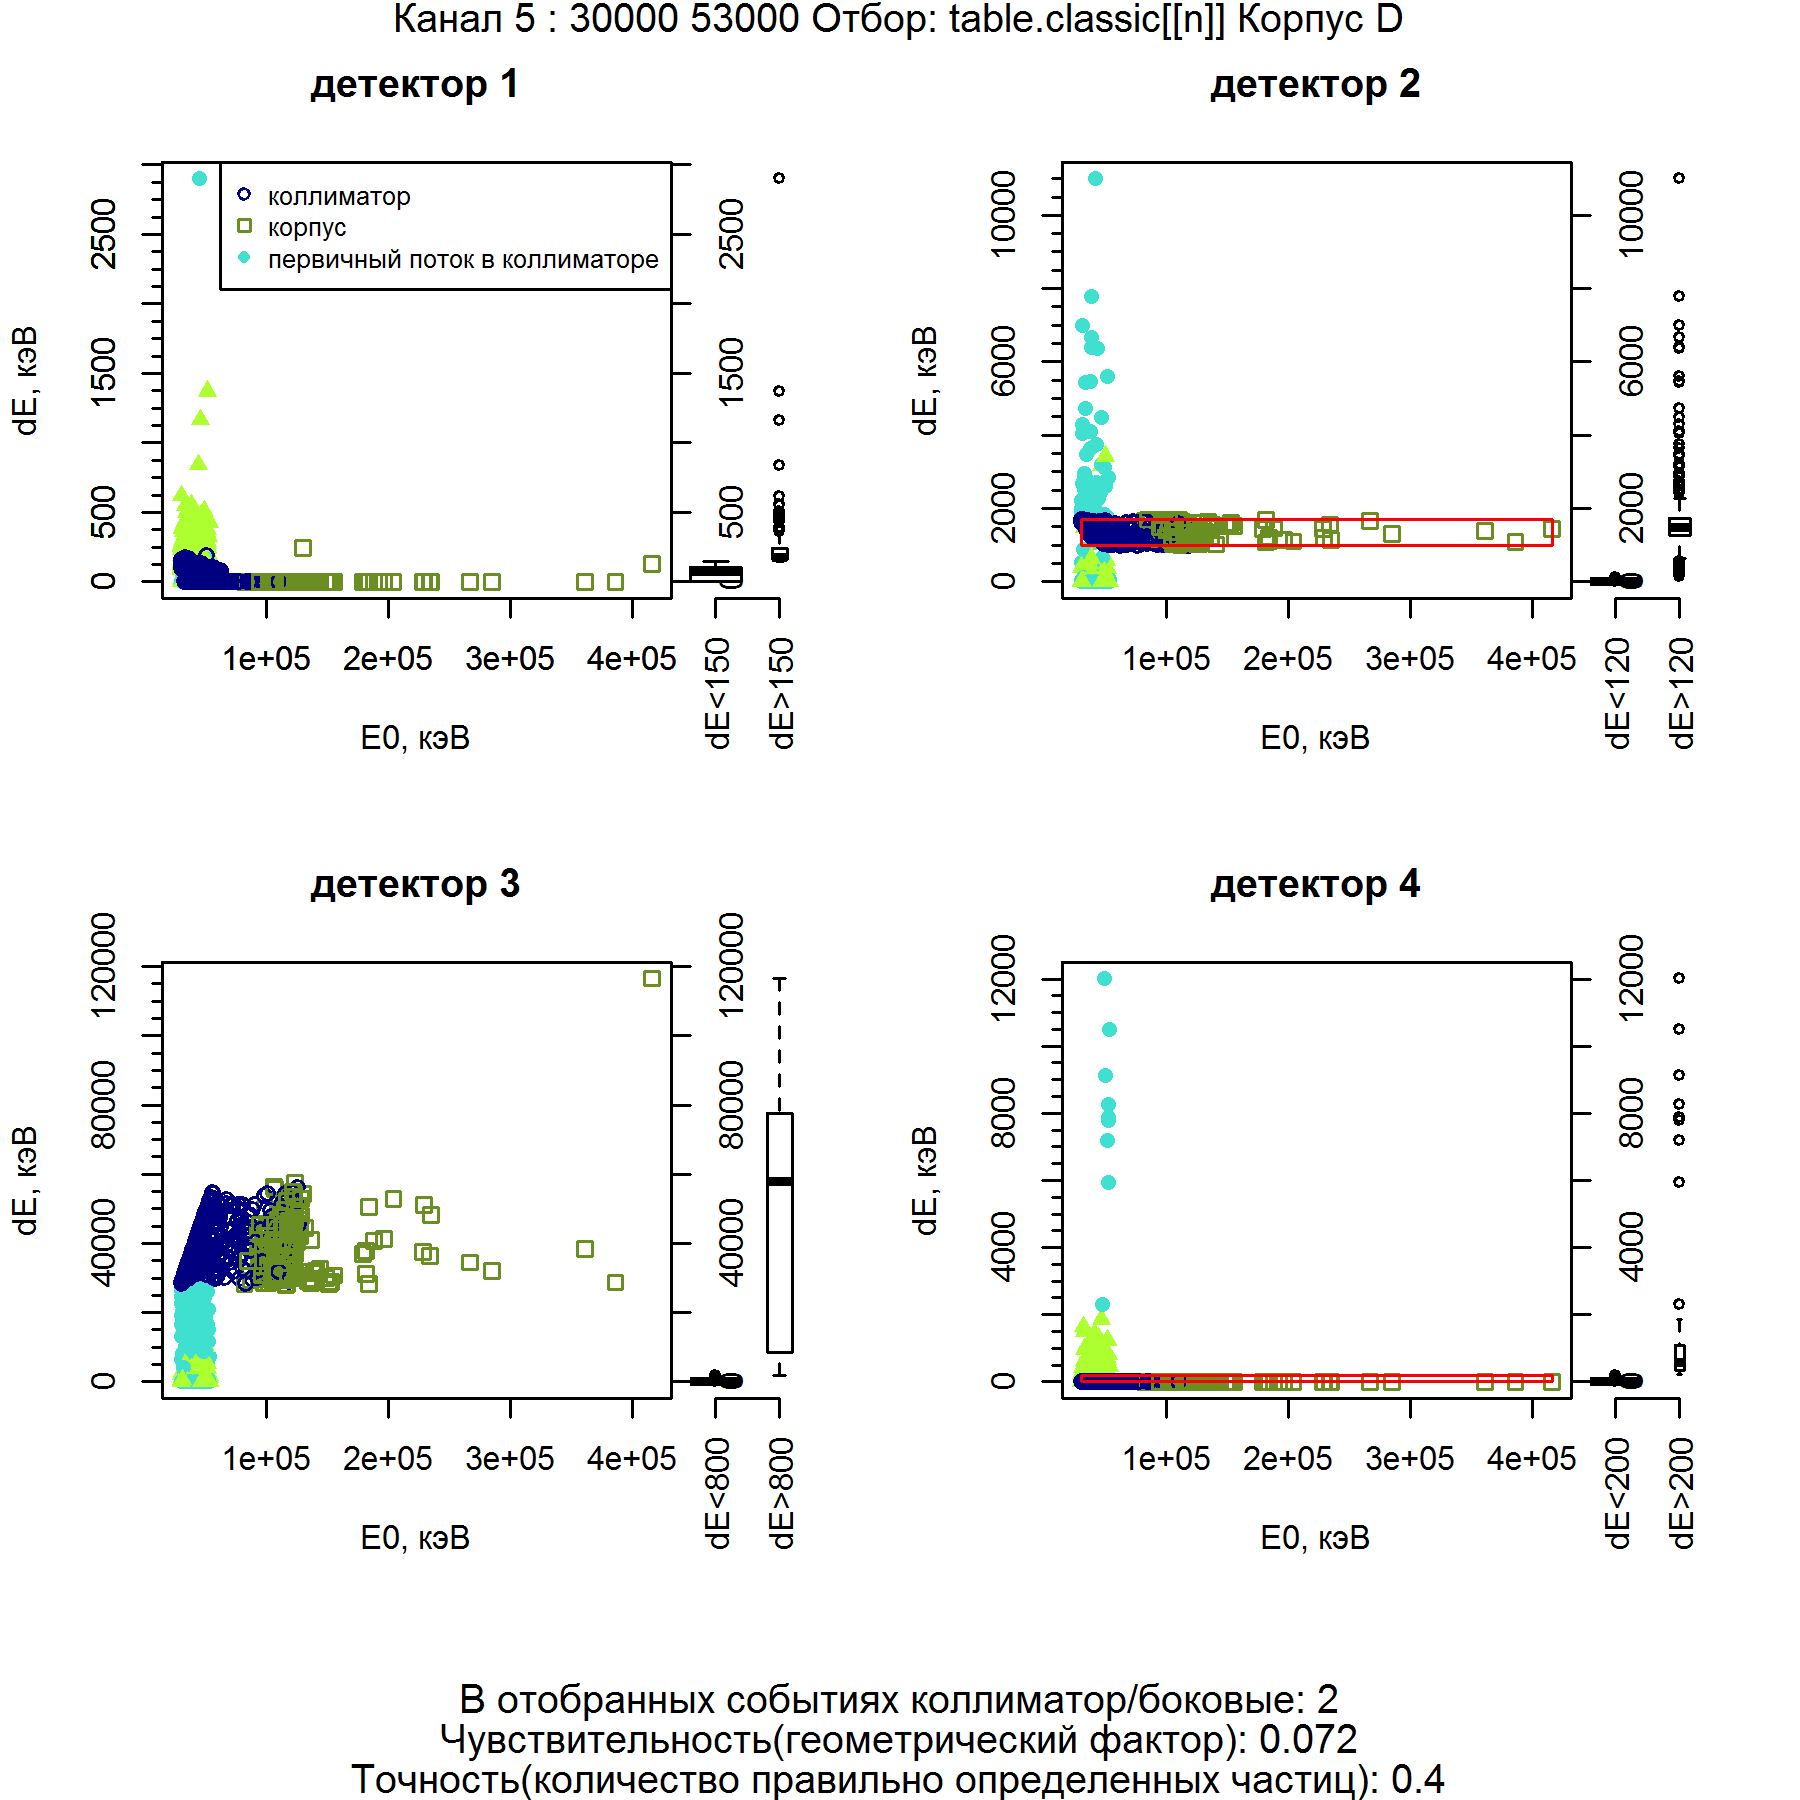 Канал 5 : 30000 53000 Отбор: table.classic[[n]] Корпус D
детектор 1
dE, кэВ
0 500 1500 2500
коллиматор
корпус
первичный поток в коллиматоре
0 500 1500 2500
1e+05 2e+05 3e+05 4e+05
E0, кэВ
dE<150
dE>150
детектор 2
dE, кэВ
0 2000 6000 10000
0 2000 6000 10000
1e+05 2e+05 3e+05 4e+05
E0, кэВ
dE<120
dE>120
детектор 3
dE, кэВ
0 40000 80000 120000
0 40000 80000 120000
1e+05 2e+05 3e+05 4e+05
E0, кэВ
dE<800
dE>800
детектор 4
dE, кэВ
0 4000 8000 12000
0 4000 8000 12000
1e+05 2e+05 3e+05 4e+05
E0, кэВ
dE<200
dE>200
В отобранных событиях коллиматор/боковые: 2
Чувствительность(геометрический фактор): 0.072
Точность(количество правильно определенных частиц): 0.4